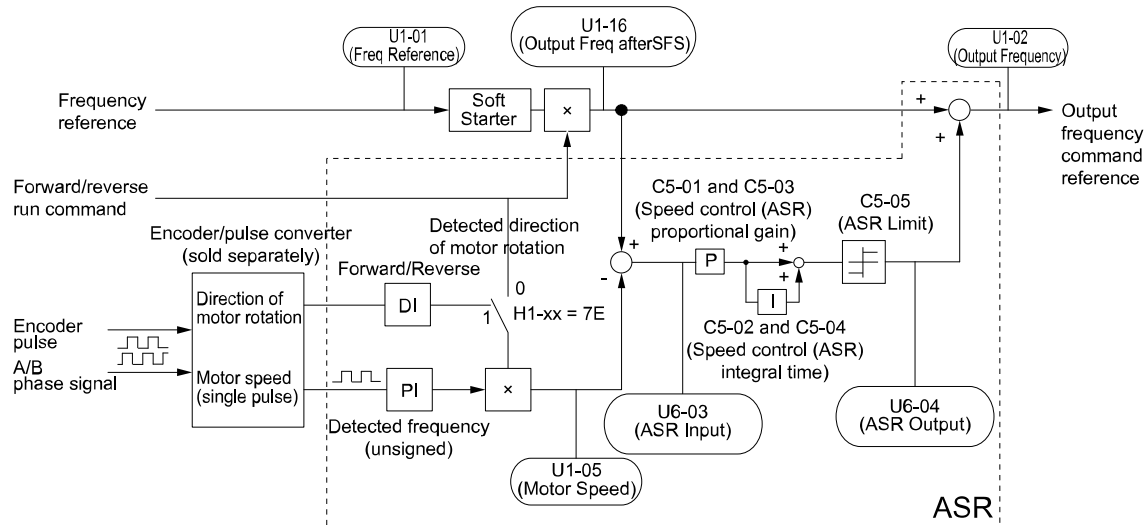 U1-01
(Freq Reference)
U1-16
(Output Freq afterSFS)
U1-02
(Output Frequency)
Frequency
reference
Soft
Starter
×
+
+
Output
frequency
command
reference
Forward/reverse
run command
Detected direction
of motor rotation
C5-01 and C5-03
(Speed control (ASR)
proportional gain)
C5-05
(ASR Limit)
Encoder/pulse converter
(sold separately)
Forward/Reverse
Direction of
motor rotation
DI
0
1
H1-xx = 7E
+
-
P
+
+
I
C5-02 and C5-04
(Speed control (ASR)
integral time)
Encoder
pulse
A/B
phase signal
Motor speed
(single pulse)
PI
×
Detected frequency
(unsigned)
U1-05
(Motor Speed)
U6-03
(ASR Input)
U6-04
(ASR Output)
ASR